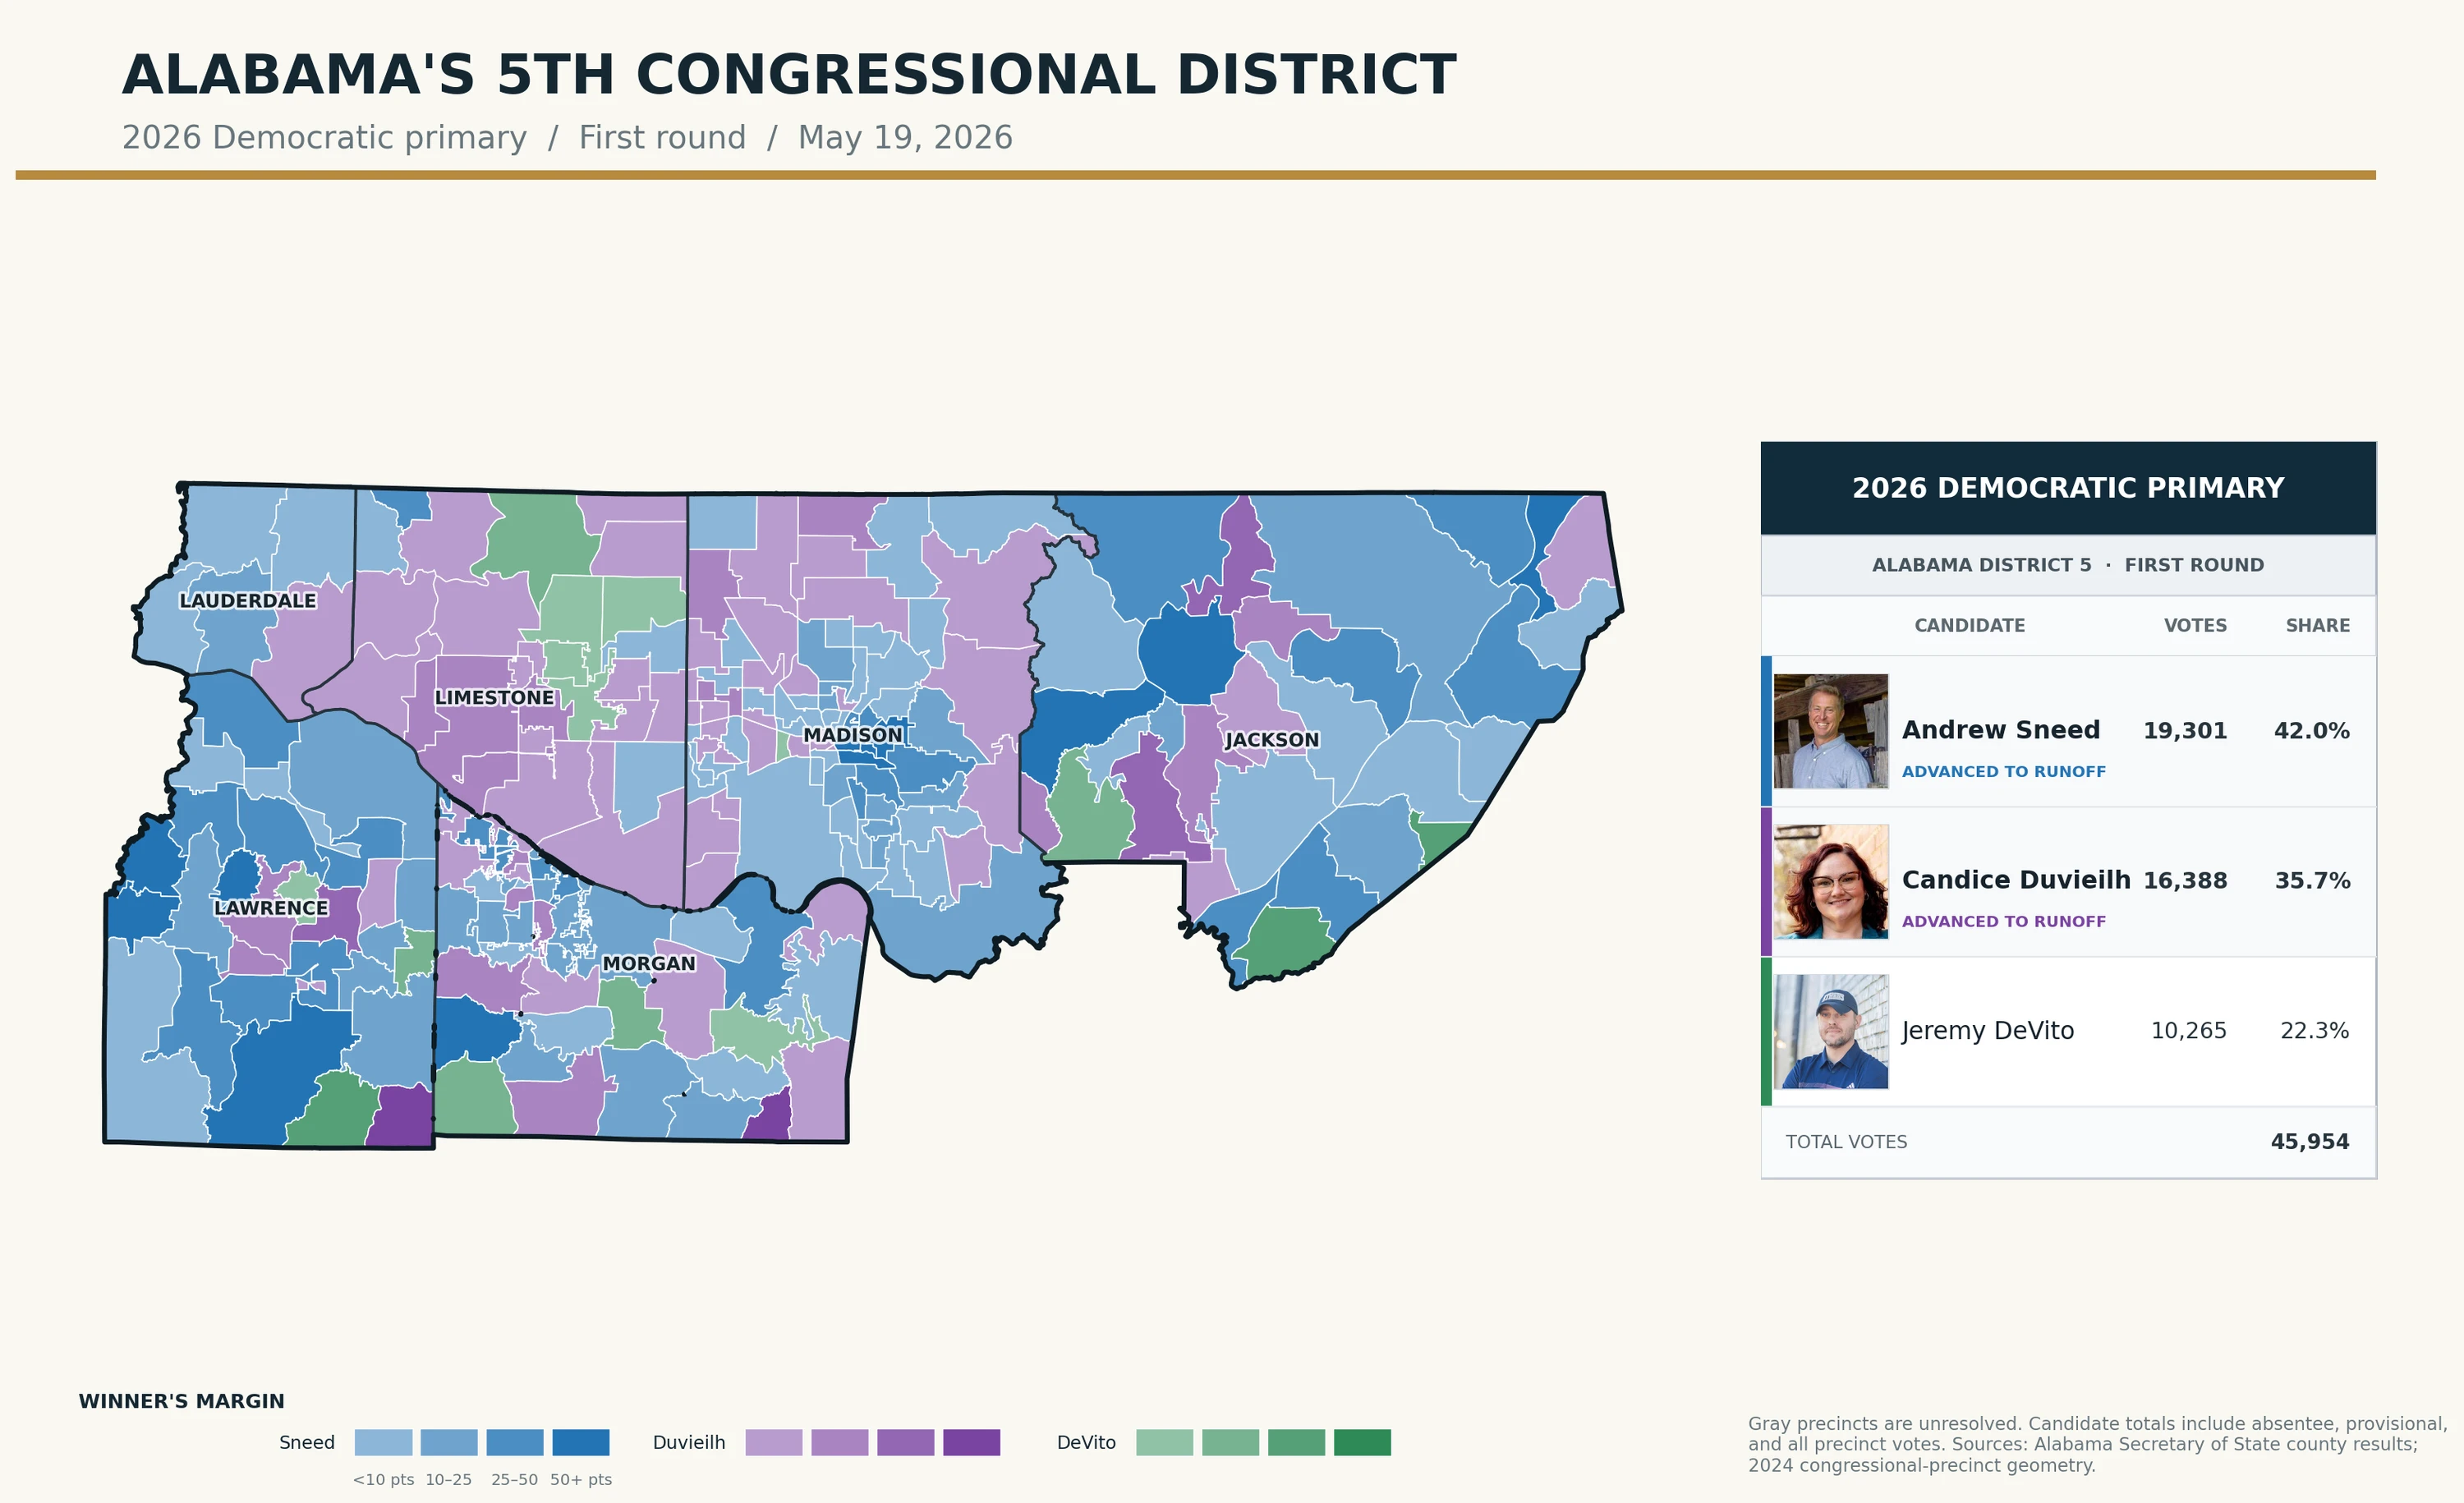 ALABAMA'S 5TH CONGRESSIONAL DISTRICT
2026 Democratic primary / First round / May 19, 2026
LAUDERDALE
LIMESTONE
MADISON
JACKSON
LAWRENCE
MORGAN
2026 DEMOCRATIC PRIMARY
ALABAMA DISTRICT 5 · FIRST ROUND
CANDIDATE VOTES SHARE
Andrew Sneed 19,301 42.0%
ADVANCED TO RUNOFF
Candice Duvieilh 16,388 35.7%
ADVANCED TO RUNOFF
Jeremy DeVito 10,265 22.3%
TOTAL VOTES 45,954
WINNER'S MARGIN
Sneed Duvieilh DeVito
<10 pts 10–25 25–50 50+ pts
Gray precincts are unresolved. Candidate totals include absentee, provisional,
and all precinct votes. Sources: Alabama Secretary of State county results;
2024 congressional-precinct geometry.